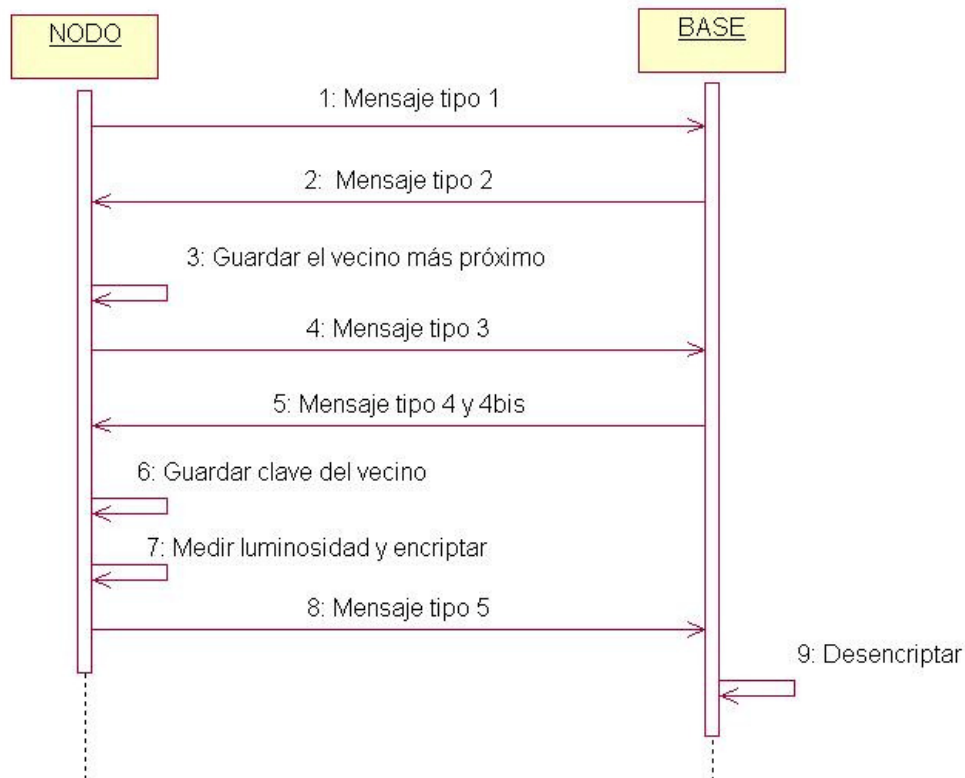 NODO
BASE
1: Mensaje tipo 1
2: Mensaje tipo 2
3: Guardar el vecino más próximo
4: Mensaje tipo 3
5: Mensaje tipo 4 y 4bis
6: Guardar clave del vecino
7: Medir luminosidad y encriptar
8: Mensaje tipo 5
9: Desencriptar